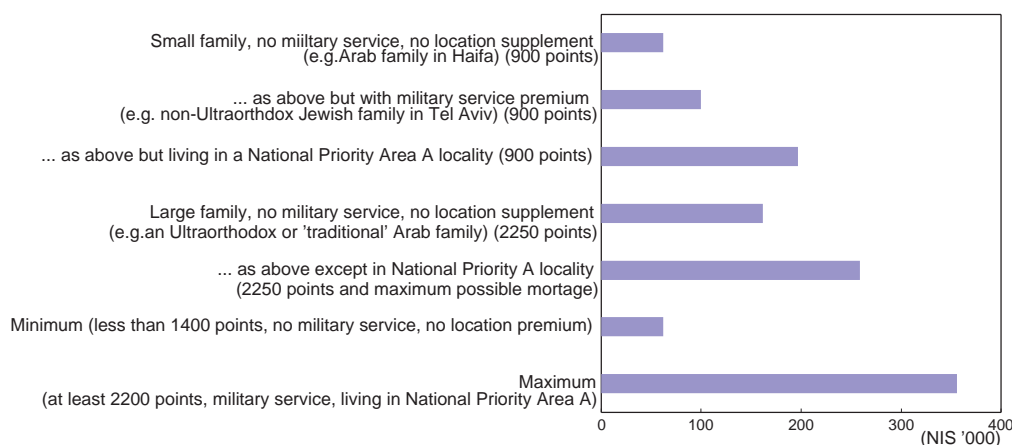 Small family, no miiltary service, no location supplement
(e.g.Arab family in Haifa) (900 points)
... as above but with military service premium
(e.g. non-Ultraorthdox Jewish family in Tel Aviv) (900 points)
... as above but living in a National Priority Area A locality (900 points)
Large family, no military service, no location supplement
(e.g.an Ultraorthodox or 'traditional' Arab family) (2250 points)
... as above except in National Priority A locality
(2250 points and maximum possible mortage)
Minimum (less than 1400 points, no military service, no location premium)
Maximum
(at least 2200 points, military service, living in National Priority Area A)
0 100 200 300 400
(NIS '000)